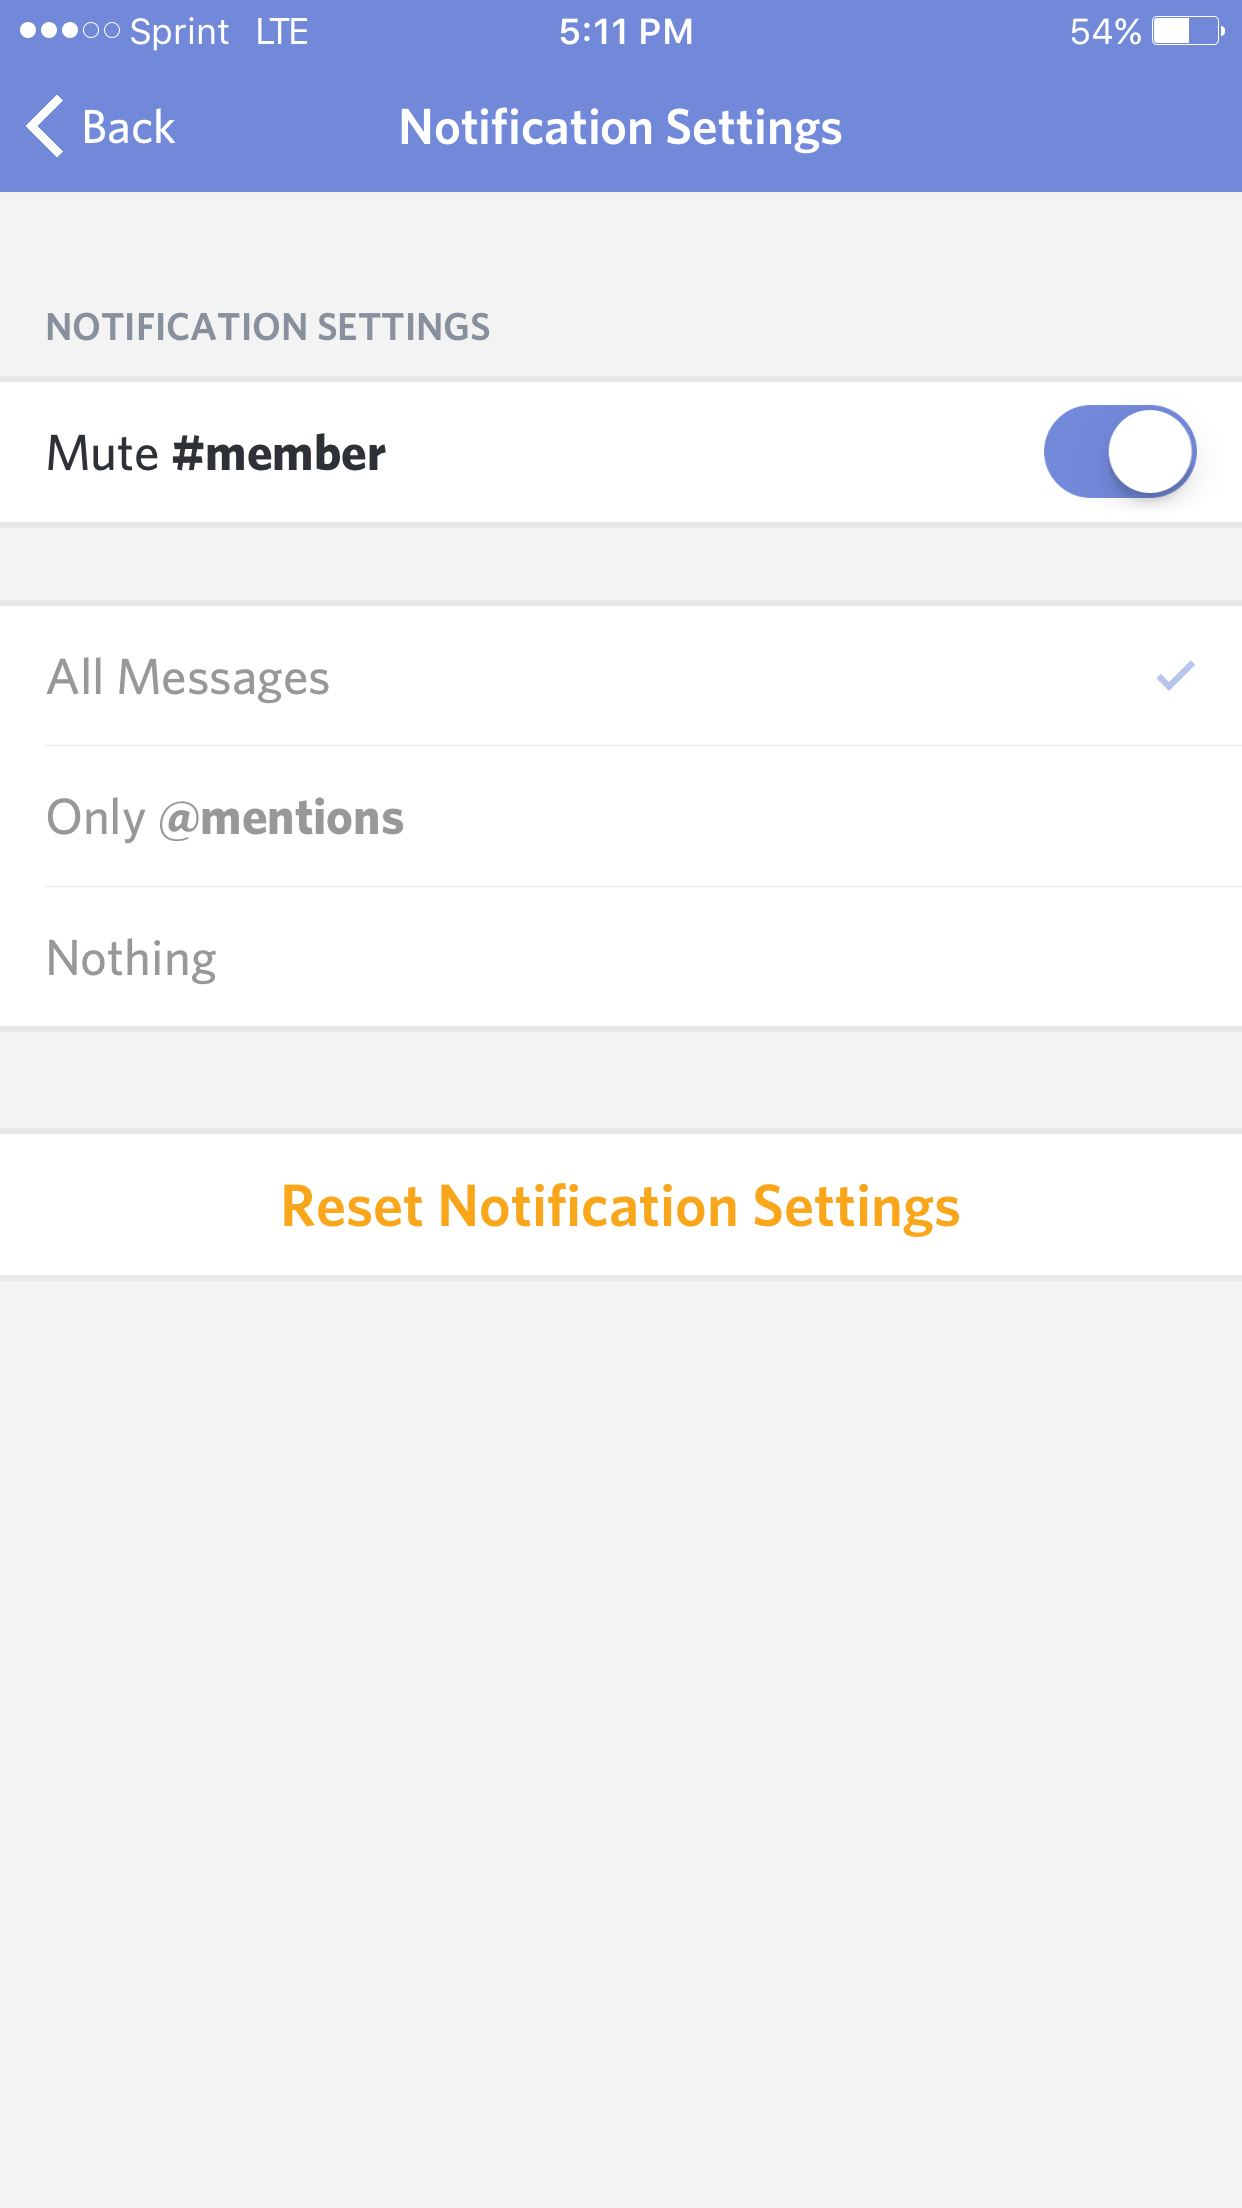 Sprint LTE 5:11 PM 54%
Back Notification Settings
NOTIFICATION SETTINGS
Mute #member
All Messages
Only @mentions
Nothing
Reset Notification Settings